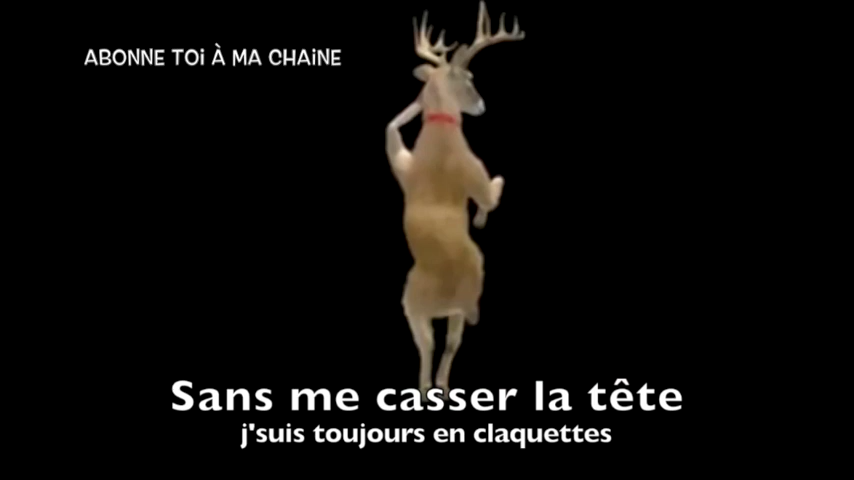 ABONNE TOi À MA CHAiNE
Sans me casser la tête
j'suis toujours en claquettes